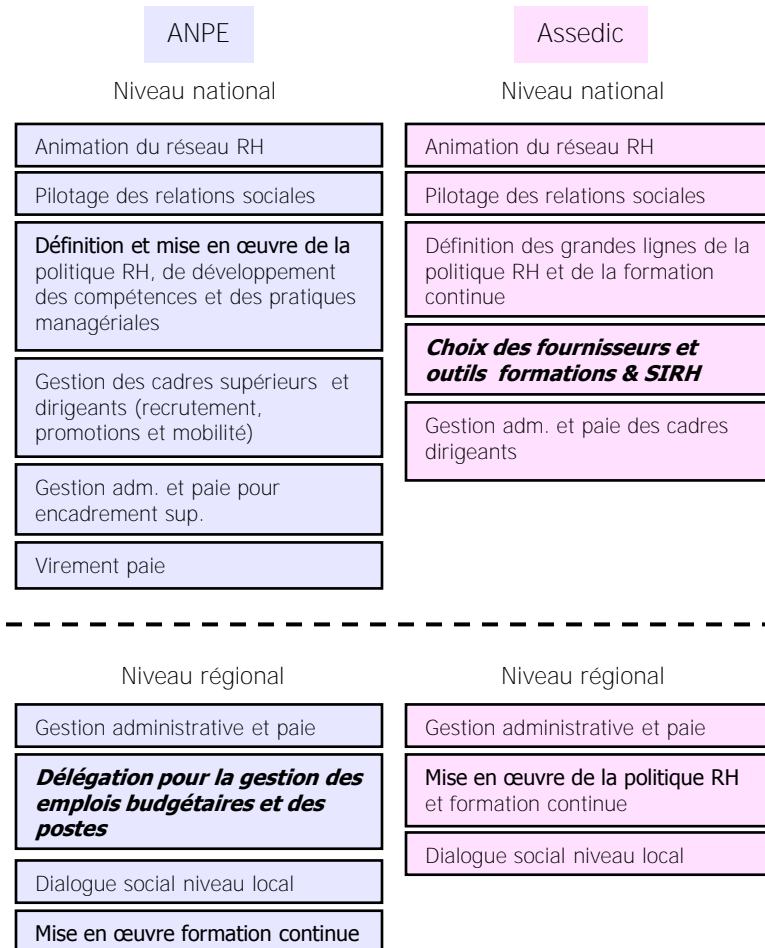 ANPE
Niveau national
Animation du réseau RH
Pilotage des relations sociales
Définition et mise en œuvre de la
politique RH, de développement
des compétences et des pratiques
managériales
Gestion des cadres supérieurs et
dirigeants (recrutement,
promotions et mobilité)
Gestion adm. et paie pour
encadrement sup.
Virement paie
Assedic
Niveau national
Animation du réseau RH
Pilotage des relations sociales
Définition des grandes lignes de la
politique RH et de la formation
continue
Choix des fournisseurs et
outils formations & SIRH
Gestion adm. et paie des cadres
dirigeants
Niveau régional
Gestion administrative et paie
Délégation pour la gestion des
emplois budgétaires et des
postes
Dialogue social niveau local
Mise en œuvre formation continue
Niveau régional
Gestion administrative et paie
Mise en œuvre de la politique RH
et formation continue
Dialogue social niveau local